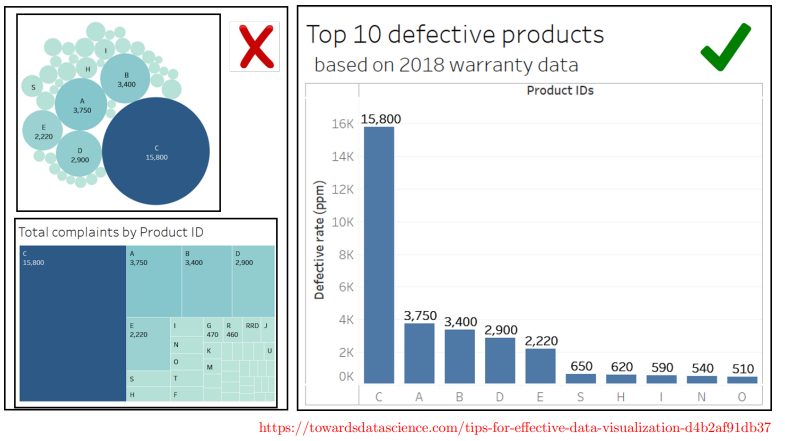 I
H
B
3,400
S
A
3,750
E
2,220
D
2,900
C
15,800
Total complaints by Product ID
C
15,800
A
3,750
B
3,400
D
2,900
E
2,220
I
G
470
R
460
RRD
J
N
K
U
O
M
S
T
H
F
Top 10 defective products
based on 2018 warranty data
Product IDs
Defective rate (ppm)
16K
14K
12K
10K
8K
6K
4K
2K
0K
15,800
3,750
3,400
2,900
2,220
650
620
590
540
510
C A B D E S H I N O
https://towardsdatascience.com/tips-for-effective-data-visualization-d4b2af91db37